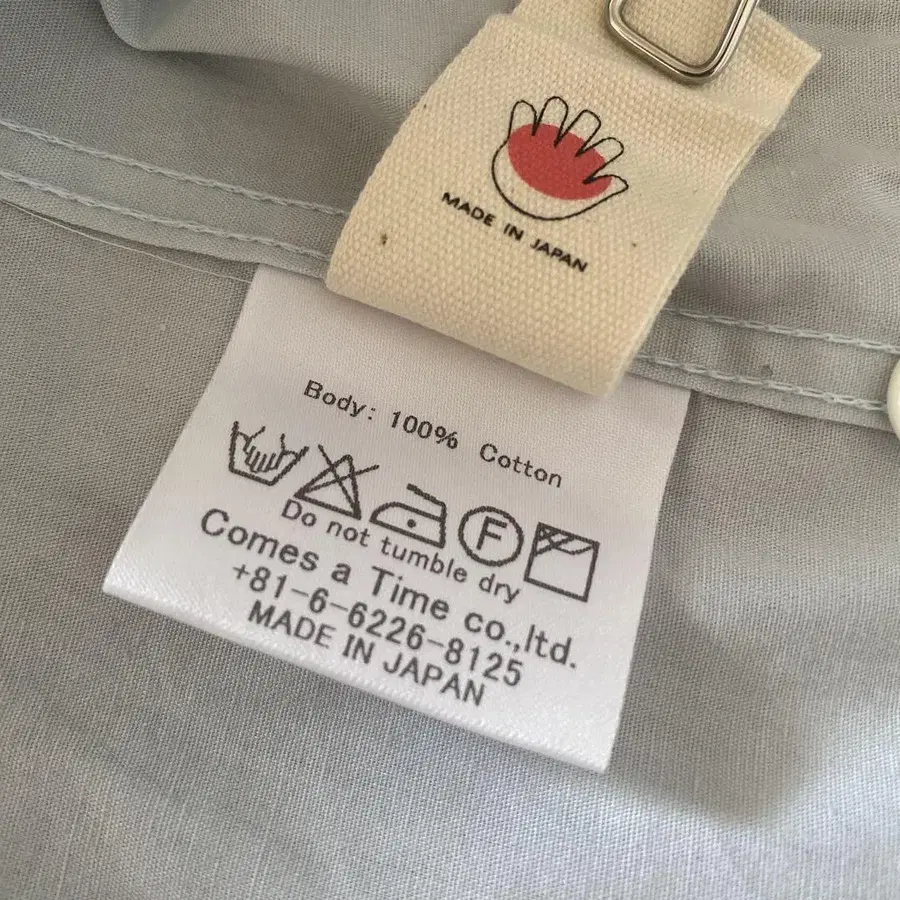 MADE IN JAPAN
Body: 100% Cotton
F
Do not tumble dry
Comes a Time co.,ltd.
+81-6-6226-8125
MADE IN JAPAN